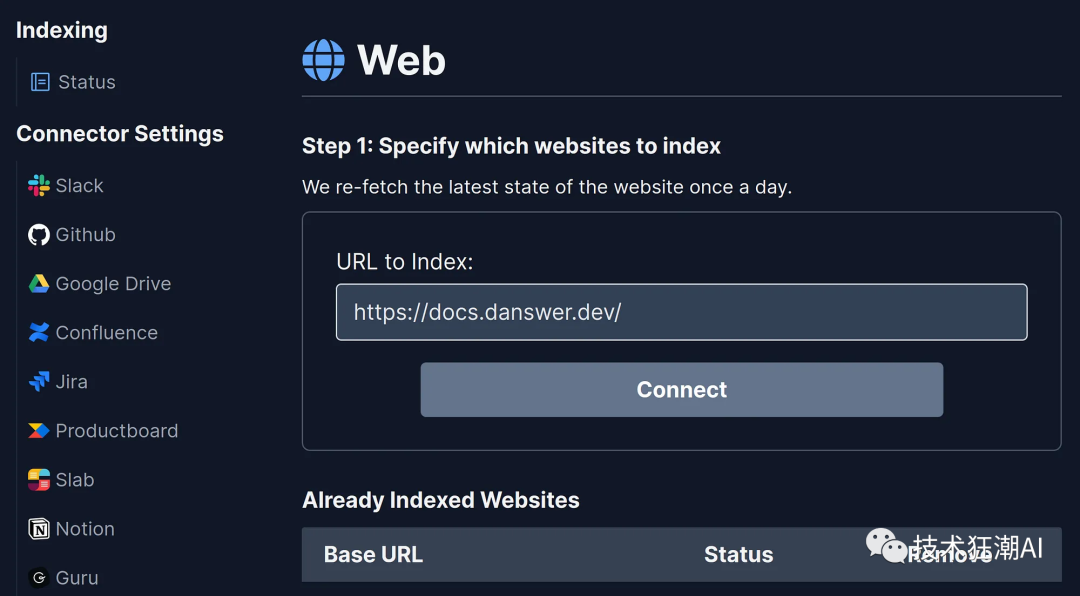 Indexing
Status
Connector Settings
Slack
Github
Google Drive
Confluence
Jira
Productboard
Slab
Notion
Guru
Web
Step 1: Specify which websites to index
We re-fetch the latest state of the website once a day.
URL to Index:
https://docs.danswer.dev/
Connect
Already Indexed Websites
Base URL Status Remove
技术狂潮AI